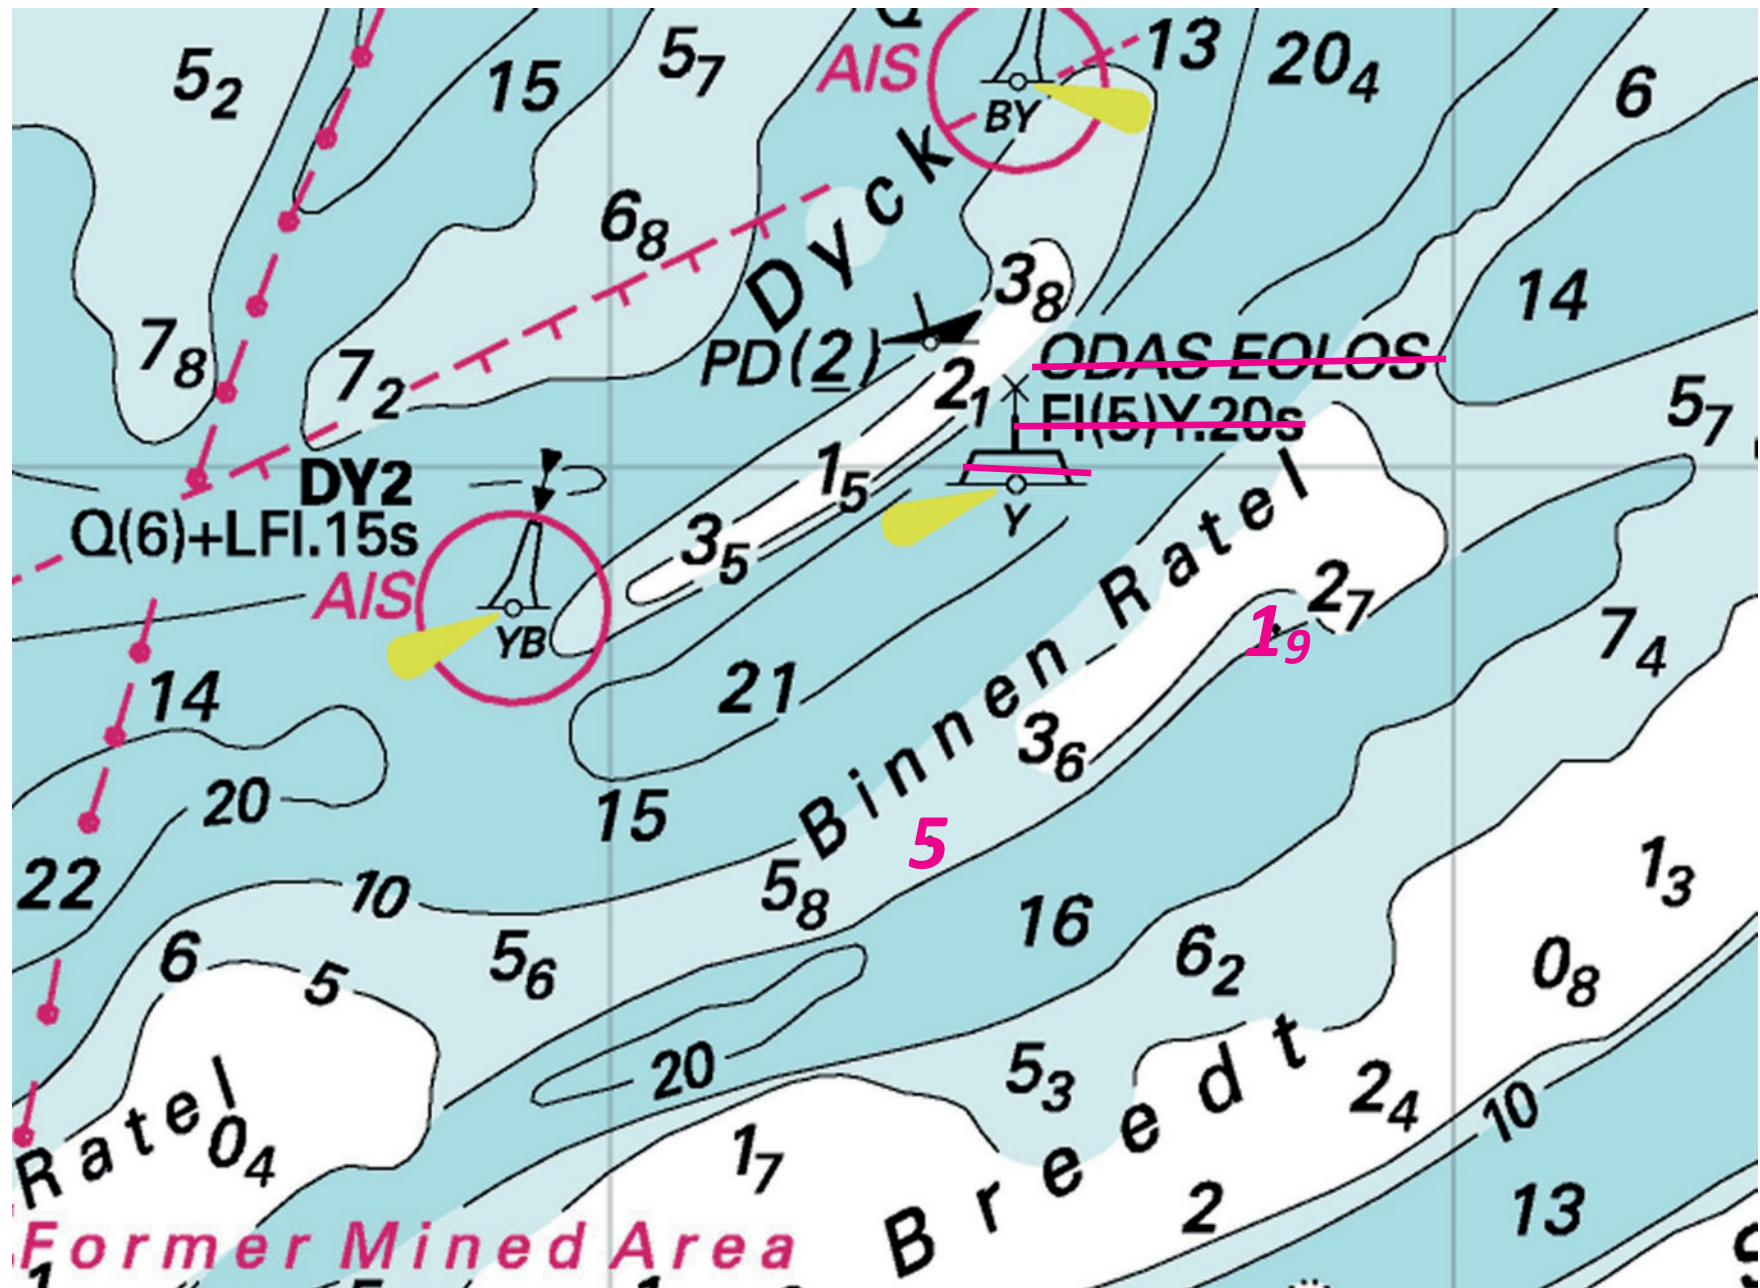 5₂
15
5₇
AIS
BY
13
20₄
6
6₈
Dyck
3₈
14
7₈
7₂
PD(2)
ODAS EOLOS
2₁
Fl(5)Y.20s
5₇
DY2
1₅
Q(6)+LFl.15s
Y
3₅
AIS
YB
2₇
1₉
7₄
14
21
Binnen Ratel
3₆
20
15
5
22
10
5₈
16
1₃
6
5
5₆
6₂
0₈
20
5₃
2₄
10
Ratel
0₄
1₇
Breedt
2
13
Former Mined Area